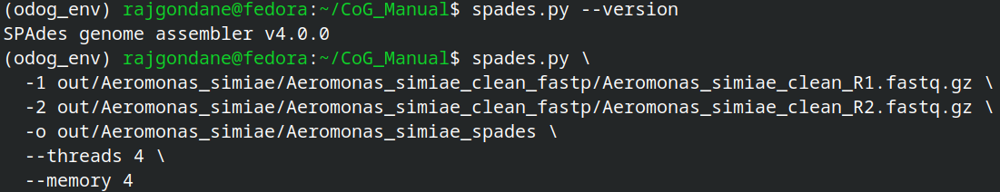 (odog_env) rajgondane@fedora:~/CoG_Manual$ spades.py --version
SPAdes genome assembler v4.0.0
(odog_env) rajgondane@fedora:~/CoG_Manual$ spades.py \
  -1 out/Aeromonas_simiae/Aeromonas_simiae_clean_fastp/Aeromonas_simiae_clean_R1.fastq.gz \
  -2 out/Aeromonas_simiae/Aeromonas_simiae_clean_fastp/Aeromonas_simiae_clean_R2.fastq.gz \
  -o out/Aeromonas_simiae/Aeromonas_simiae_spades \
  --threads 4 \
  --memory 4